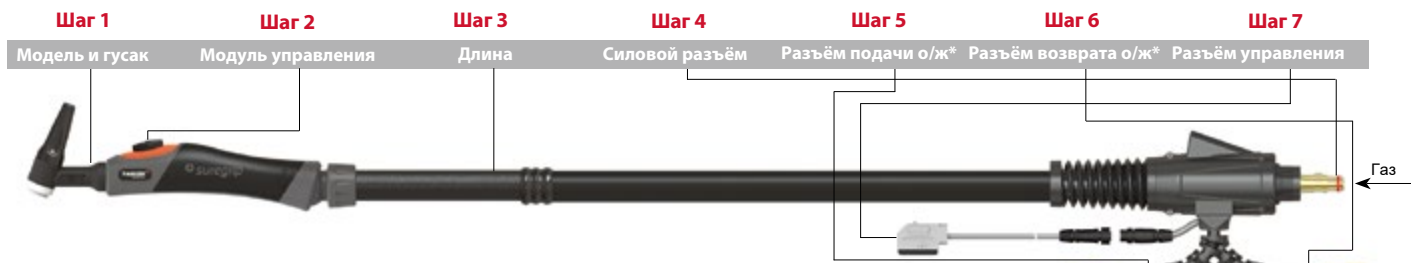 Шаг 1 Шаг 2 Шаг 3 Шаг 4 Шаг 5 Шаг 6 Шаг 7
Модель и гусак Модуль управления Длина Силовой разъём Разъём подачи о/ж* Разъём возврата о/ж* Разъём управления
suregrip
Газ